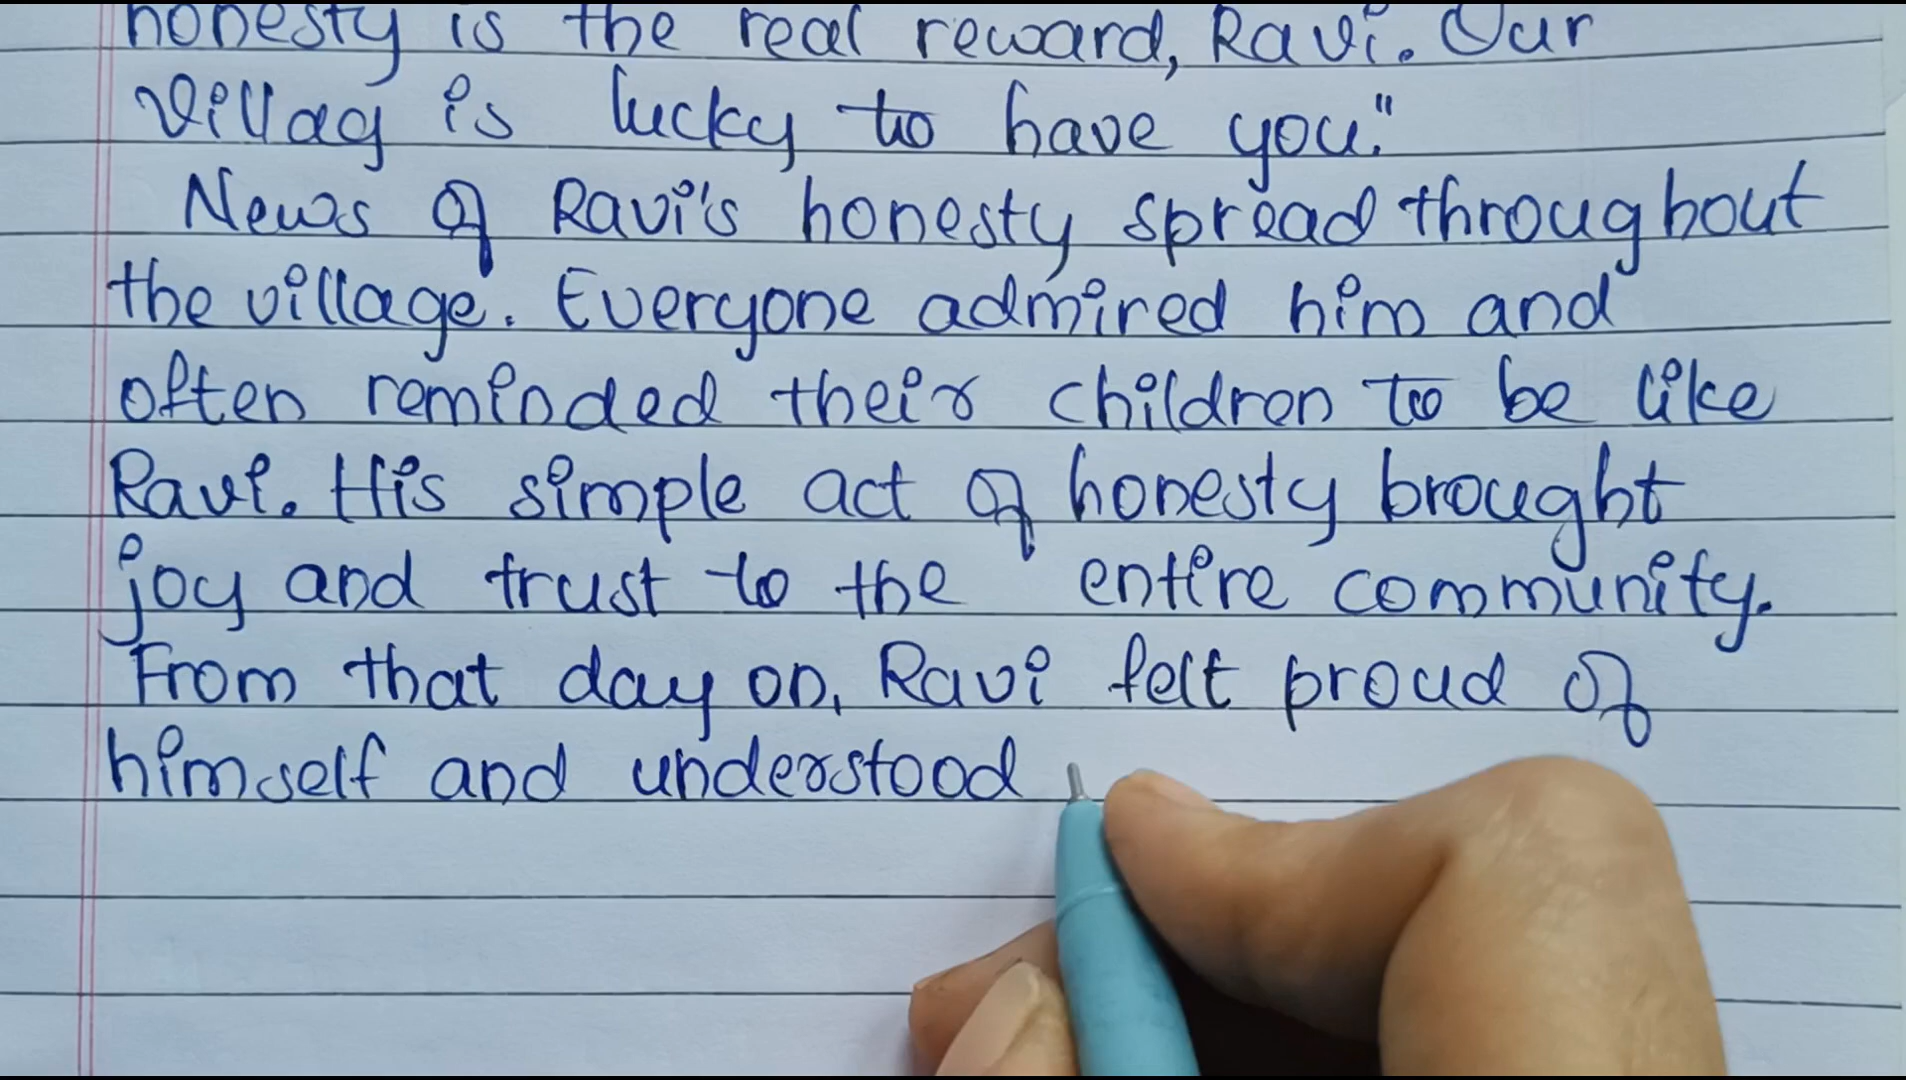 honesty is the real reward, Ravi. Our
Villag is lucky to have you."
News of Ravi's honesty spread throughout
the village. Everyone admired him and
often reminded their children to be like
Ravi. His simple act of honesty brought
joy and trust to the entire community.
From that day on, Ravi felt proud of
himself and understood